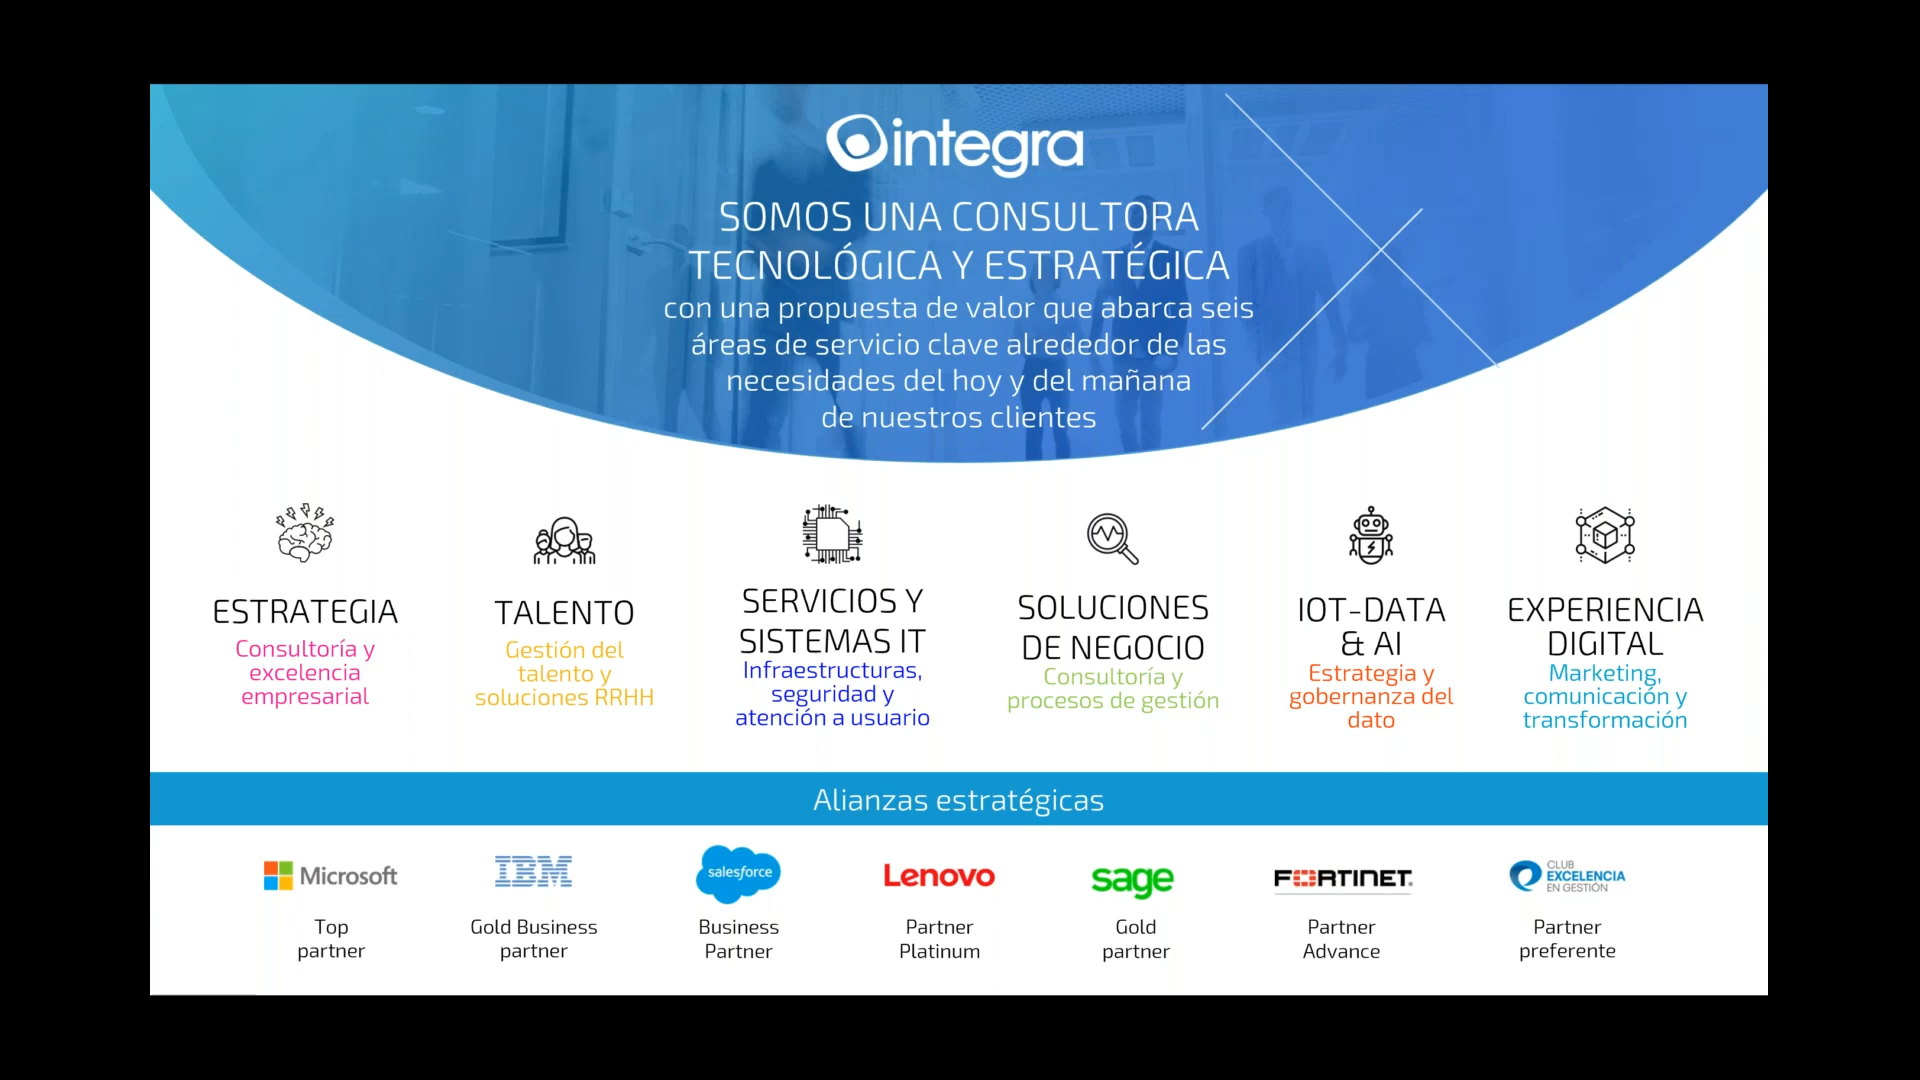 integra
SOMOS UNA CONSULTORA
TECNOLÓGICA Y ESTRATÉGICA
con una propuesta de valor que abarca seis
áreas de servicio clave alrededor de las
necesidades del hoy y del mañana
de nuestros clientes
ESTRATEGIA
Consultoría y
excelencia
empresarial
TALENTO
Gestión del
talento y
soluciones RRHH
SERVICIOS Y
SISTEMAS IT
Infraestructuras,
seguridad y
atención a usuario
SOLUCIONES
DE NEGOCIO
Consultoría y
procesos de gestión
IOT-DATA
& AI
Estrategia y
gobernanza del
dato
EXPERIENCIA
DIGITAL
Marketing,
comunicación y
transformación
Alianzas estratégicas
Microsoft
Top
partner
IBM
Gold Business
partner
salesforce
Business
Partner
Lenovo
Partner
Platinum
sage
Gold
partner
FORTINET
Partner
Advance
CLUB
EXCELENCIA
EN GESTIÓN
Partner
preferente